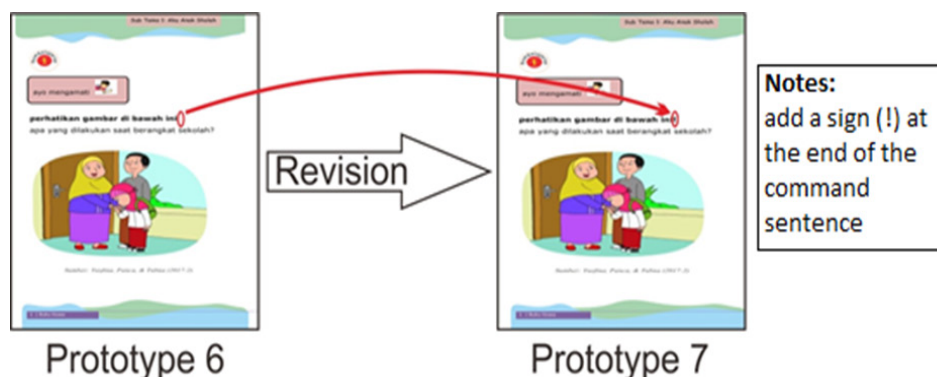 Sub Tema 3: Aku Anak Sholeh
ayo mengamati
perhatikan gambar di bawah ini
apa yang dilakukan saat berangkat sekolah?
Prototype 6
Revision
Sub Tema 3: Aku Anak Sholeh
ayo mengamati
perhatikan gambar di bawah ini!
apa yang dilakukan saat berangkat sekolah?
Prototype 7
Notes:
add a sign (!) at
the end of the
command
sentence